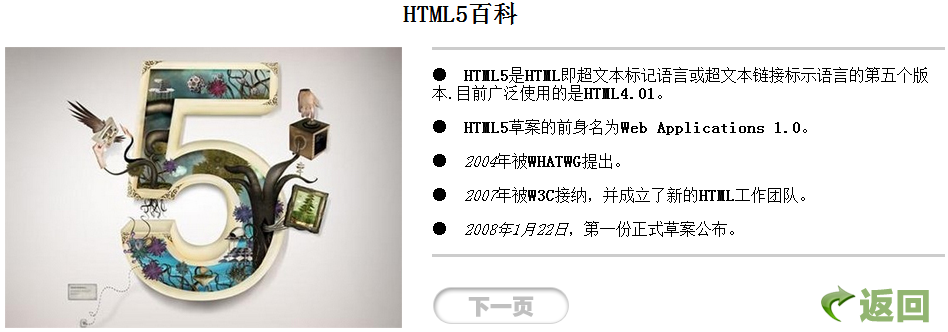 HTML5百科
● HTML5是HTML即超文本标记语言或超文本链接标示语言的第五个版
本.目前广泛使用的是HTML4.01。
● HTML5草案的前身名为Web Applications 1.0。
● 2004年被WHATWG提出。
● 2007年被W3C接纳，并成立了新的HTML工作团队。
● 2008年1月22日，第一份正式草案公布。
下一页
返回